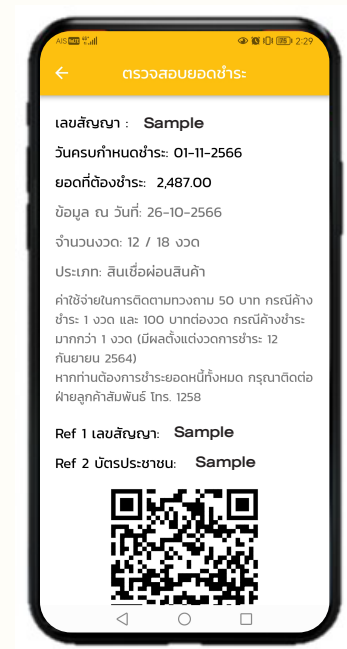 AIS 2:29
ตรวจสอบยอดชำระ
เลขสัญญา : Sample
วันครบกำหนดชำระ: 01-11-2566
ยอดที่ต้องชำระ: 2,487.00
ข้อมูล ณ วันที่: 26-10-2566
จำนวนงวด: 12 / 18 งวด
ประเภท: สินเชื่อผ่อนสินค้า
ค่าใช้จ่ายในการติดตามทวงถาม 50 บาท กรณีค้าง
ชำระ 1 งวด และ 100 บาทต่องวด กรณีค้างชำระ
มากกว่า 1 งวด (มีผลตั้งแต่งวดการชำระ 12
กันยายน 2564)
หากท่านต้องการชำระยอดหนี้ทั้งหมด กรุณาติดต่อ
ฝ่ายลูกค้าสัมพันธ์ โทร. 1258
Ref 1 เลขสัญญา: Sample
Ref 2 บัตรประชาชน: Sample